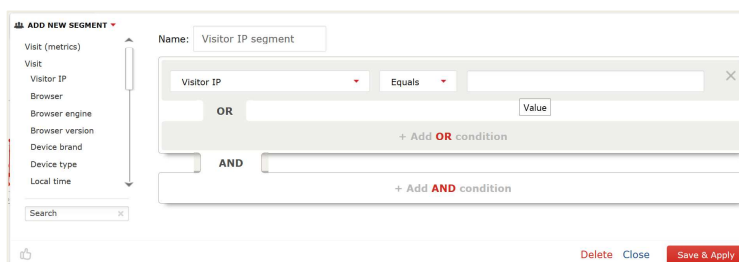 ADD NEW SEGMENT
Name: Visitor IP segment
Visit (metrics)
Visit
Visitor IP
Browser
Browser engine
Browser version
Device brand
Device type
Local time
Search
Visitor IP Equals
Value
OR
+ Add OR condition
AND
+ Add AND condition
Delete Close Save & Apply